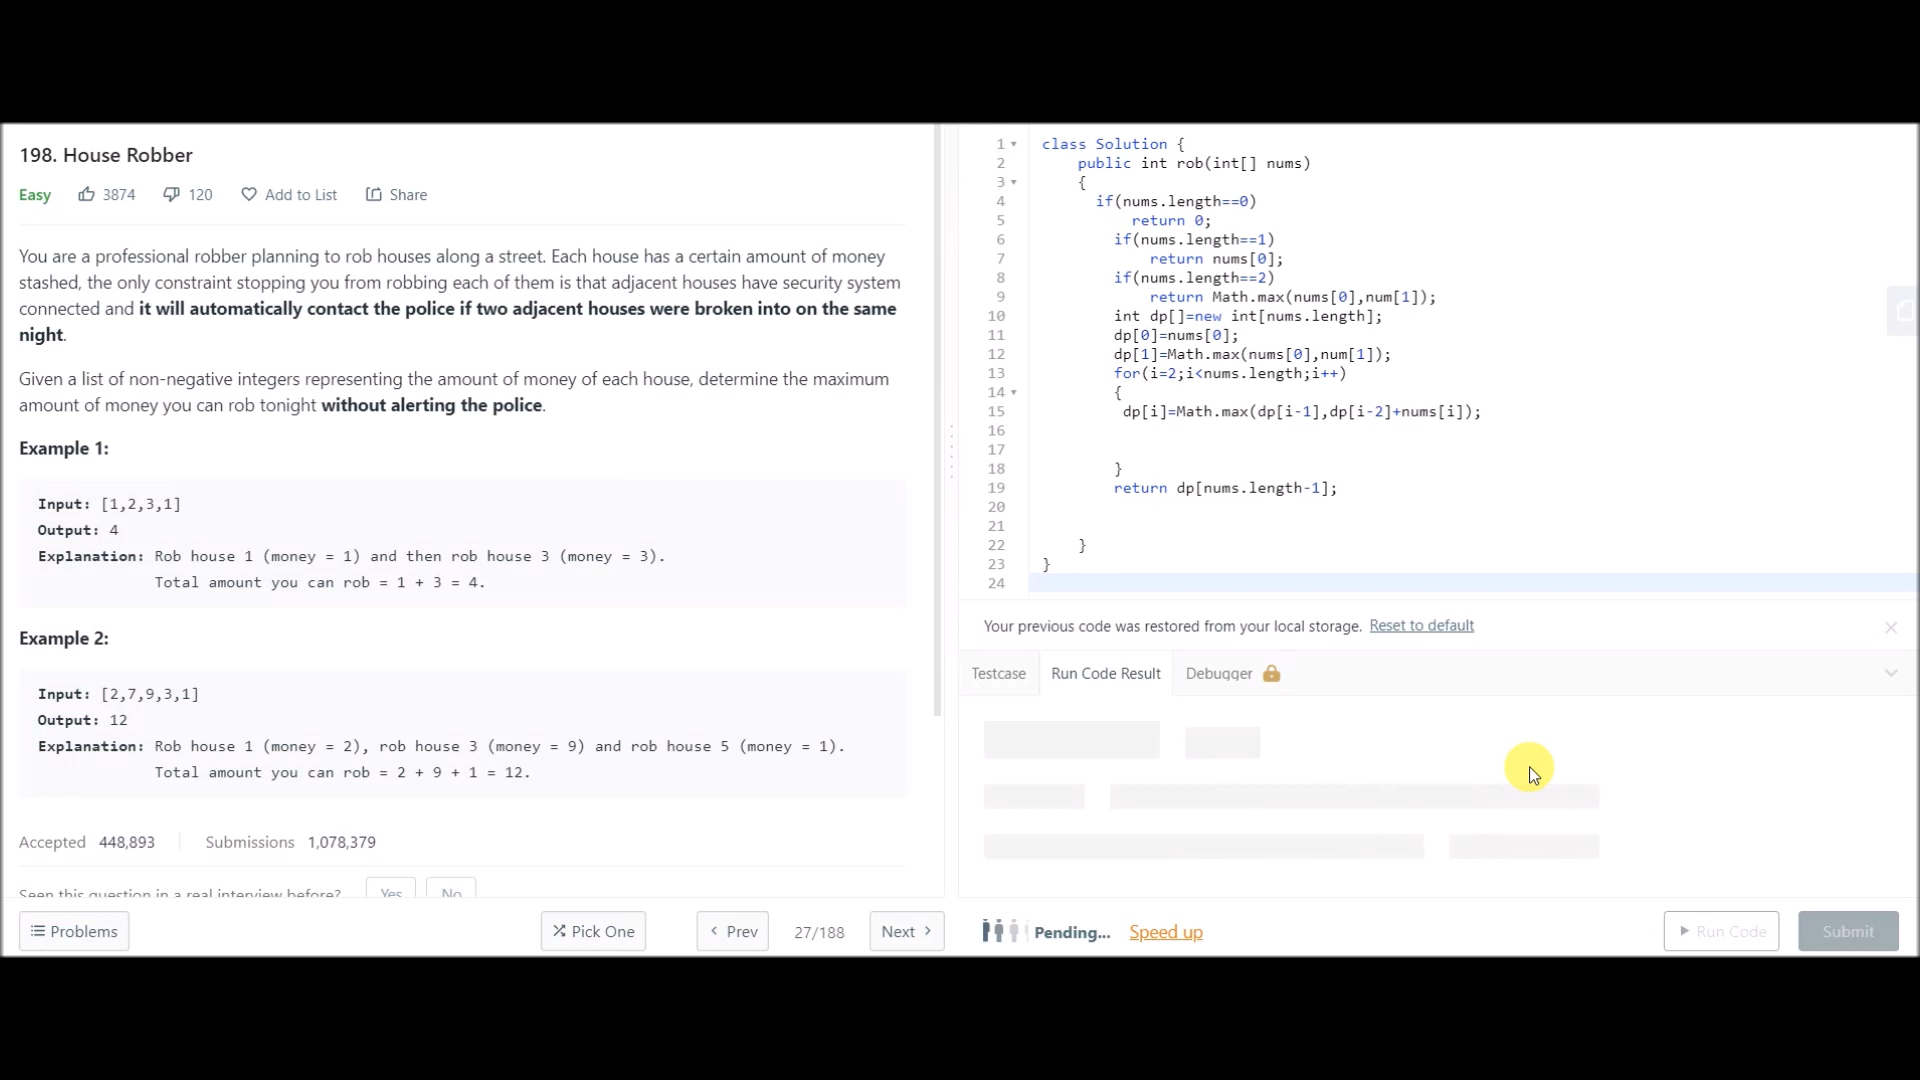 198. House Robber
Easy 3874 120 Add to List Share
You are a professional robber planning to rob houses along a street. Each house has a certain amount of money
stashed, the only constraint stopping you from robbing each of them is that adjacent houses have security system
connected and it will automatically contact the police if two adjacent houses were broken into on the same
night.
Given a list of non-negative integers representing the amount of money of each house, determine the maximum
amount of money you can rob tonight without alerting the police.
Example 1:
Input: [1,2,3,1]
Output: 4
Explanation: Rob house 1 (money = 1) and then rob house 3 (money = 3).
Total amount you can rob = 1 + 3 = 4.
Example 2:
Input: [2,7,9,3,1]
Output: 12
Explanation: Rob house 1 (money = 2), rob house 3 (money = 9) and rob house 5 (money = 1).
Total amount you can rob = 2 + 9 + 1 = 12.
Accepted 448,893 Submissions 1,078,379
Seen this question in a real interview before? Yes No
Problems Pick One Prev 27/188 Next
1 class Solution {
2 public int rob(int[] nums)
3 {
4 if(nums.length==0)
5 return 0;
6 if(nums.length==1)
7 return nums[0];
8 if(nums.length==2)
9 return Math.max(nums[0],num[1]);
10 int dp[]=new int[nums.length];
11 dp[0]=nums[0];
12 dp[1]=Math.max(nums[0],num[1]);
13 for(i=2;i<nums.length;i++)
14 {
15 dp[i]=Math.max(dp[i-1],dp[i-2]+nums[i]);
16
17
18 }
19 return dp[nums.length-1];
20
21
22 }
23 }
24
Your previous code was restored from your local storage. Reset to default
Testcase Run Code Result Debugger
Pending... Speed up Run Code Submit